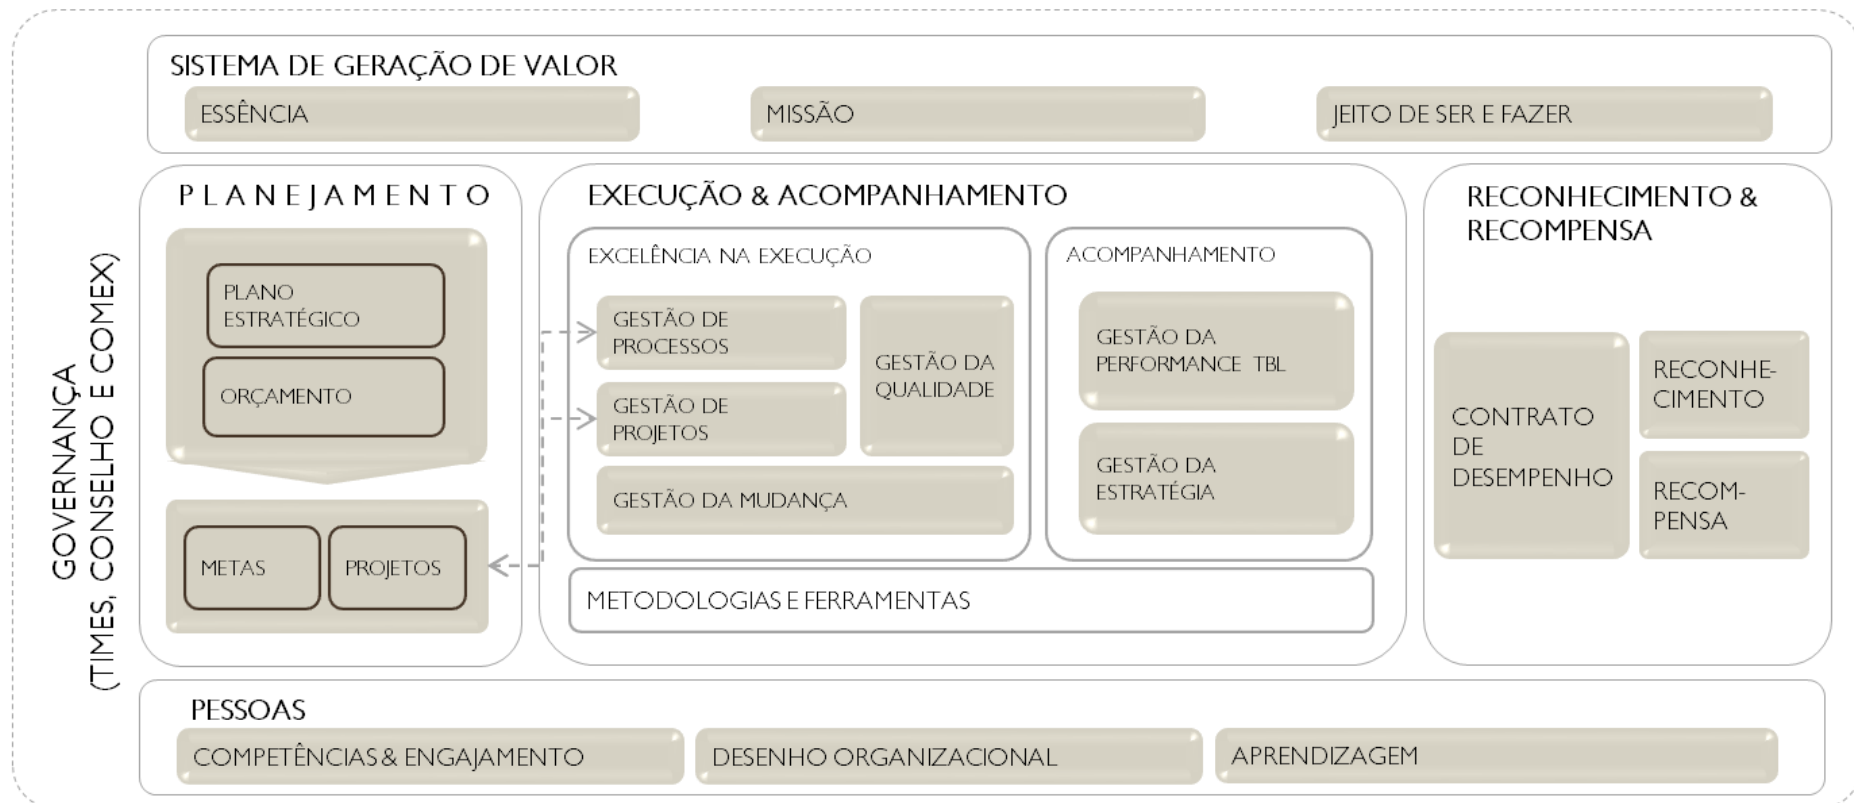 SISTEMA DE GERAÇÃO DE VALOR
ESSÊNCIA
MISSÃO
JEITO DE SER E FAZER
GOVERNANÇA
(TIMES, CONSELHO E COMEX)
PLANEJAMENTO
PLANO
ESTRATÉGICO
ORÇAMENTO
METAS
PROJETOS
EXECUÇÃO & ACOMPANHAMENTO
EXCELÊNCIA NA EXECUÇÃO
GESTÃO DE
PROCESSOS
GESTÃO DE
PROJETOS
GESTÃO DA
QUALIDADE
GESTÃO DA MUDANÇA
ACOMPANHAMENTO
GESTÃO DA
PERFORMANCE TBL
GESTÃO DA
ESTRATÉGIA
METODOLOGIAS E FERRAMENTAS
RECONHECIMENTO &
RECOMPENSA
CONTRATO
DE
DESEMPENHO
RECONHE-
CIMENTO
RECOM-
PENSA
PESSOAS
COMPETÊNCIAS & ENGAJAMENTO
DESENHO ORGANIZACIONAL
APRENDIZAGEM